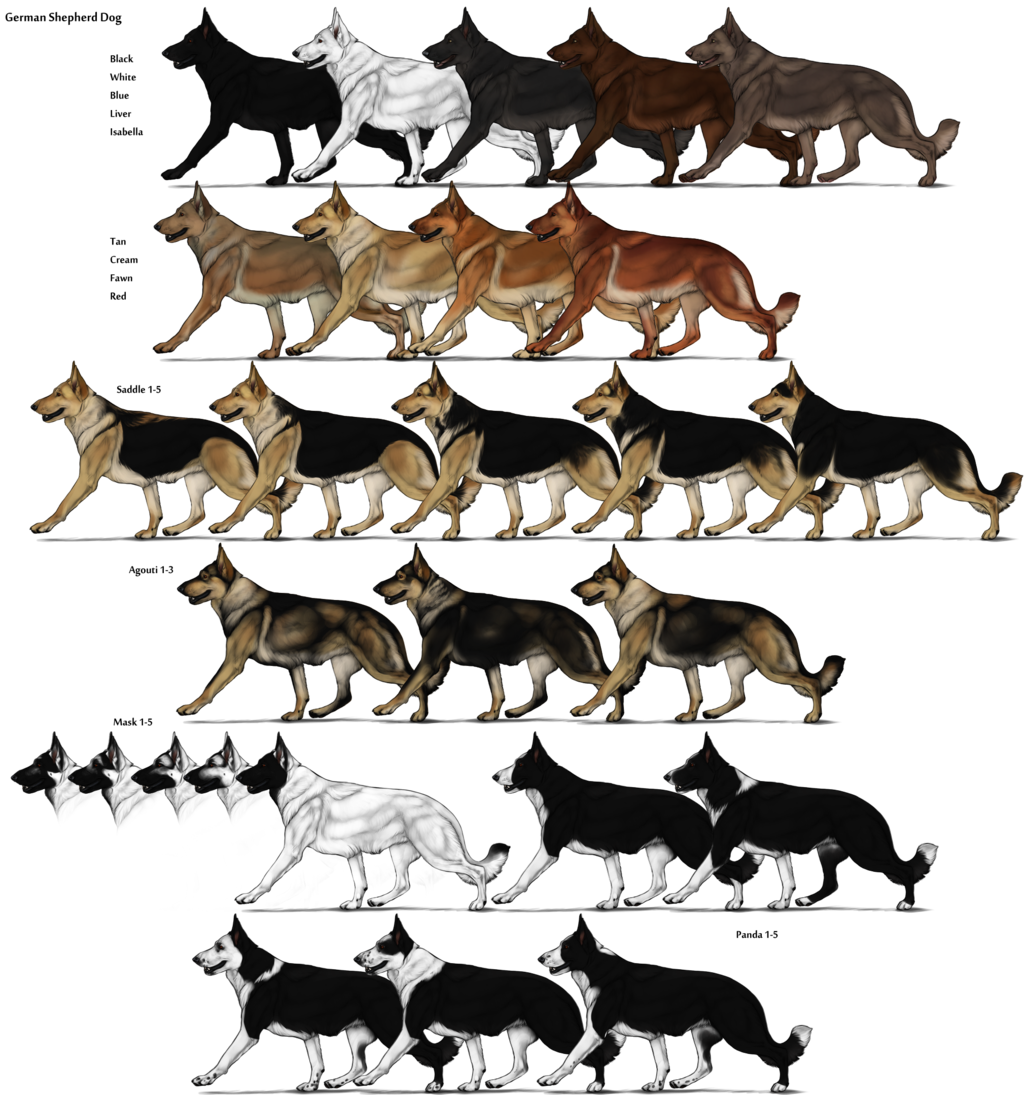 German Shepherd Dog
Black
White
Blue
Liver
Isabella
Tan
Cream
Fawn
Red
Saddle 1-5
Agouti 1-3
Mask 1-5
Panda 1-5